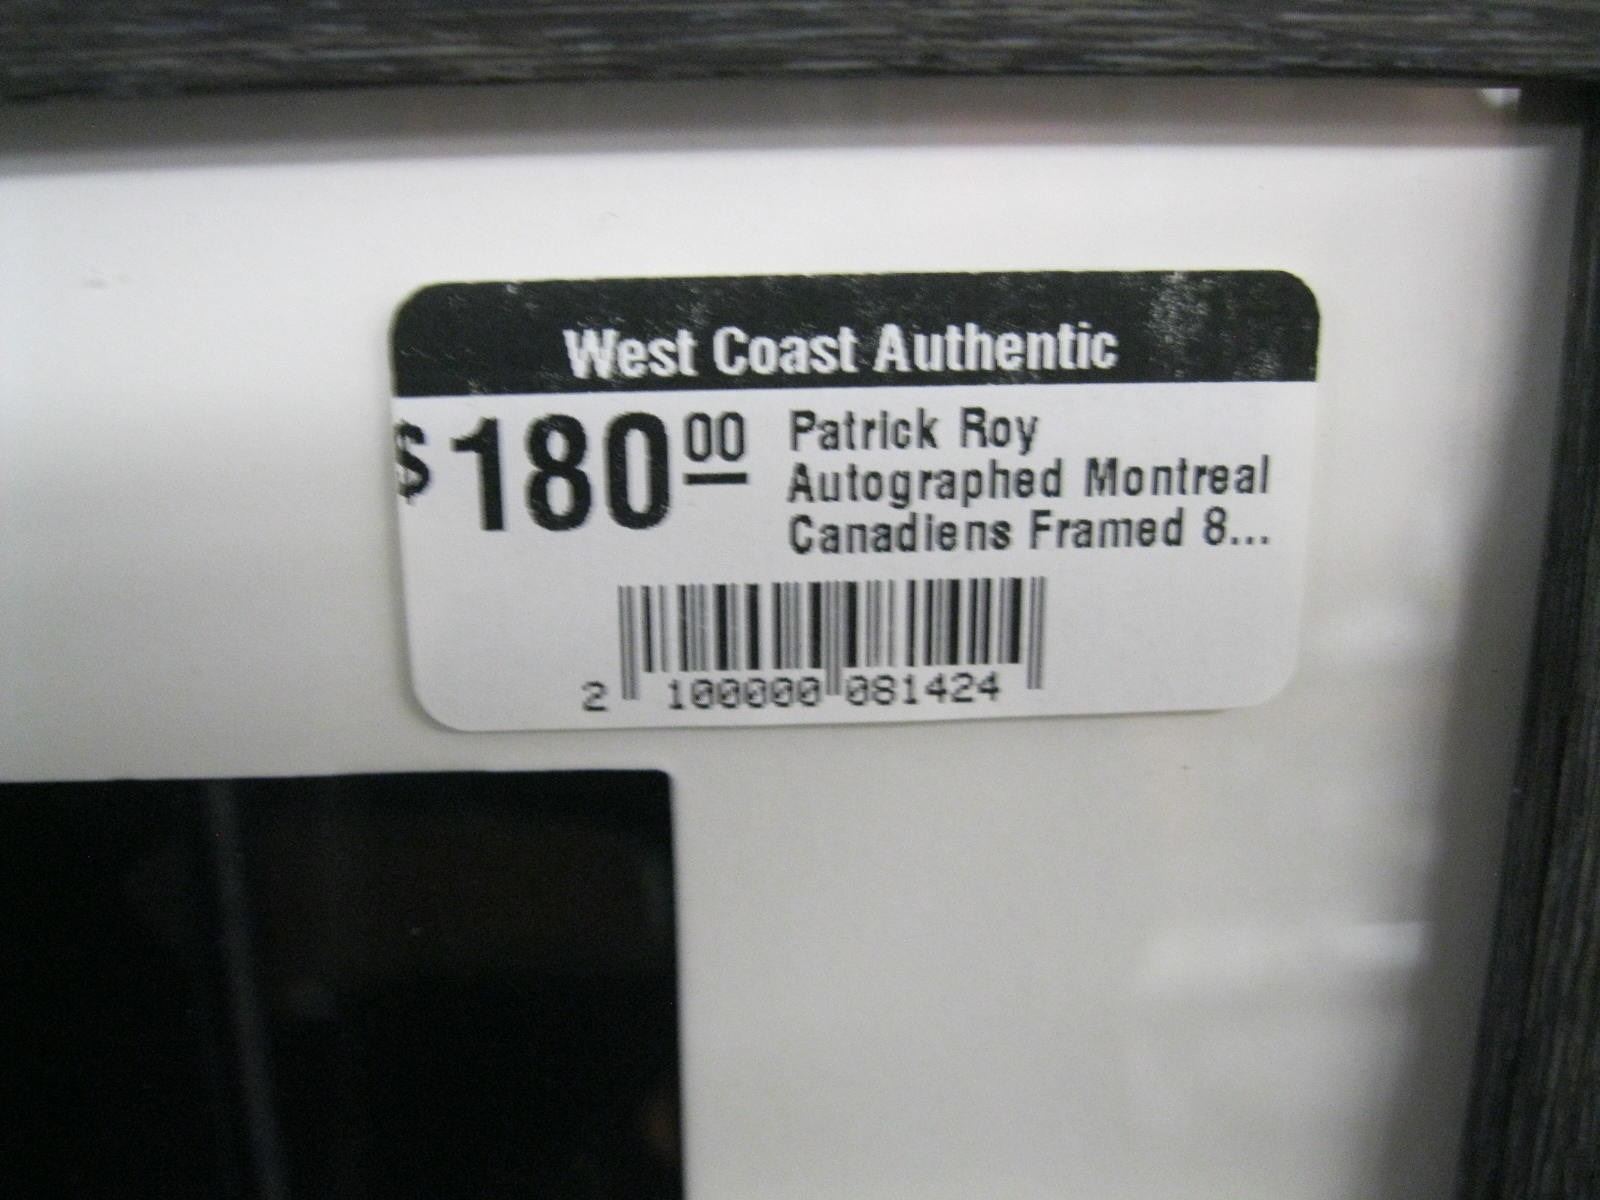 West Coast Authentic
$180.00 Patrick Roy
Autographed Montreal
Canadiens Framed 8...
2 100000 081424